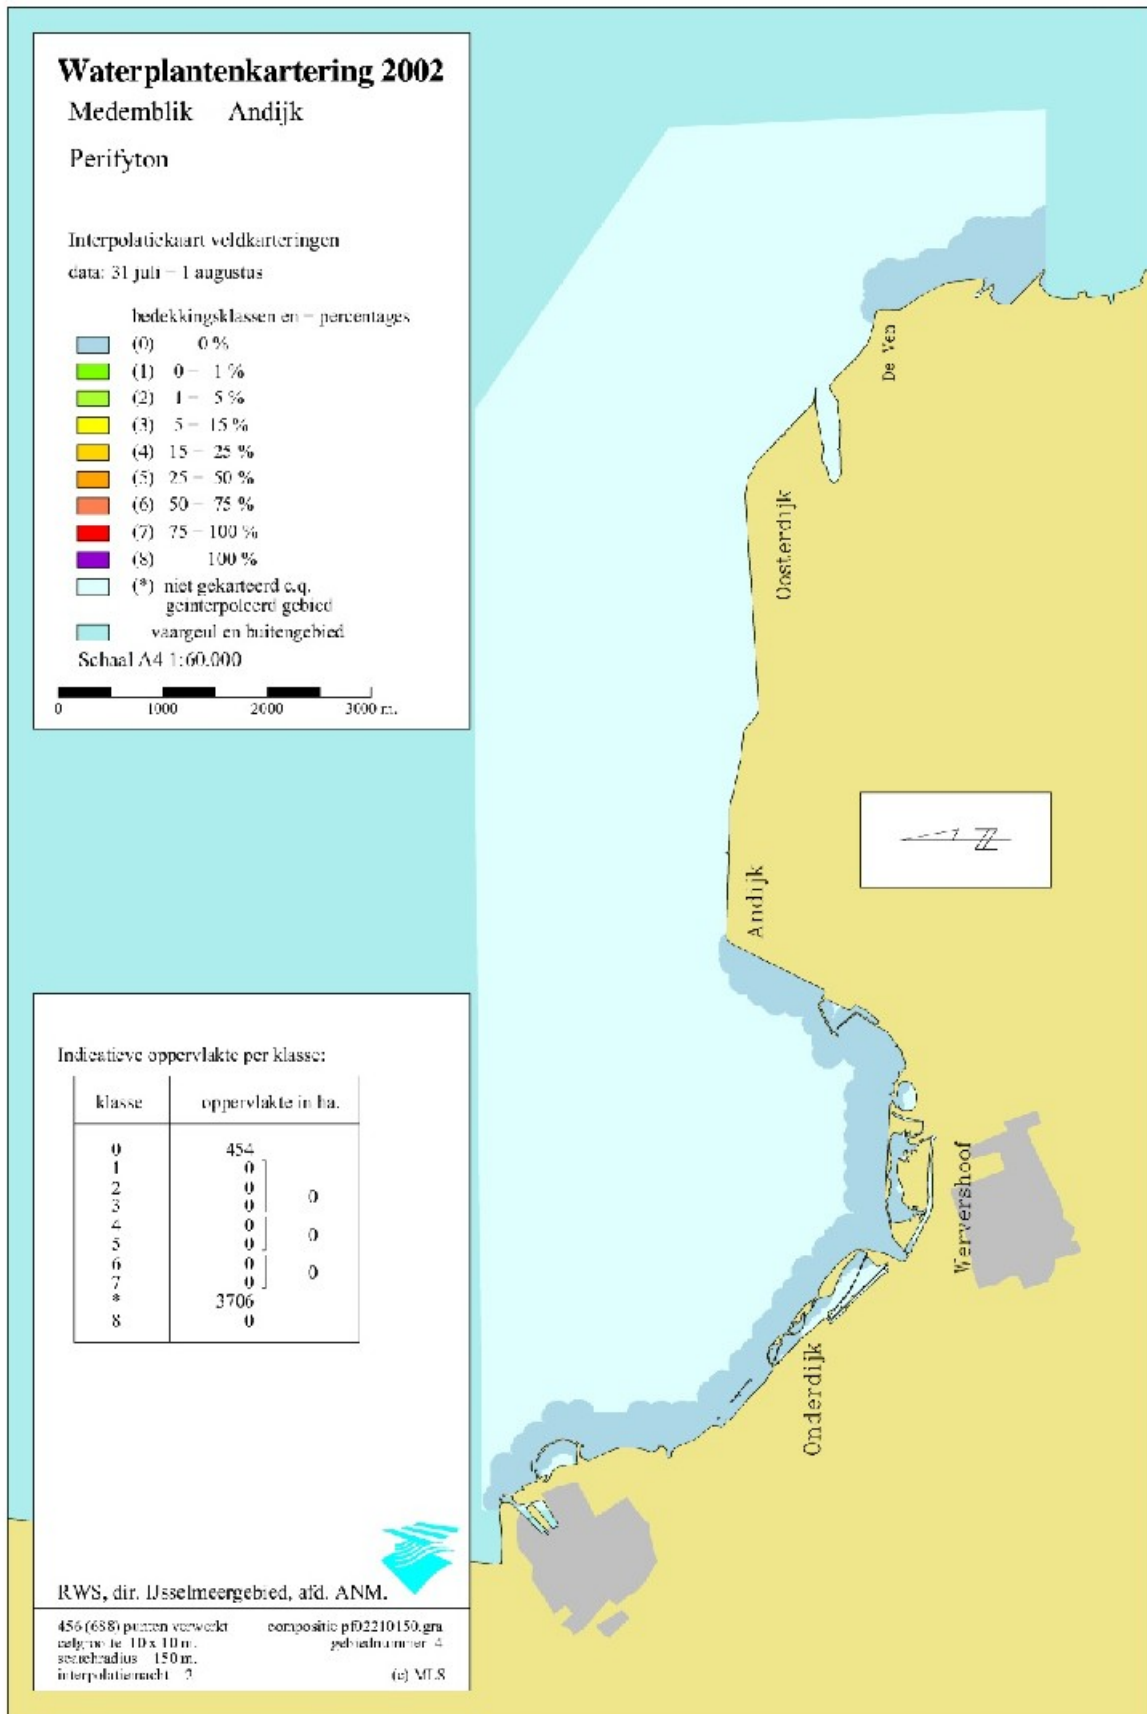 Waterplantenkartering 2002
Medemblik Andijk
Perifyton
Interpolatiekaart veldkarteringen
data: 31 juli − 1 augustus
bedekkingsklassen en − percentages
(0) 0 %
(1) 0 − 1 %
(2) 1 − 5 %
(3) 5 − 15 %
(4) 15 − 25 %
(5) 25 − 50 %
(6) 50 − 75 %
(7) 75 − 100 %
(8) 100 %
(*) niet gekarteerd c.q.
geinterpoleerd gebied
vaargeul en buitengebied
Schaal A4 1:60.000
0 1000 2000 3000 m.
De Ven
Oosterdijk
Andijk
Wervershoof
Onderdijk
Indicatieve oppervlakte per klasse:
klasse oppervlakte in ha.
0 454
1 0
2 0
3 0 0
4 0
5 0 0
6 0
7 0 0
* 3706
8 0
RWS, dir. IJsselmeergebied, afd. ANM.
456 (688) punten verwerkt compositie pf02210150.gra
celgrootte 10 x 10 m. gebiednummer 4
searchradius 150 m.
interpolatiemacht 2 (c) MLS
N